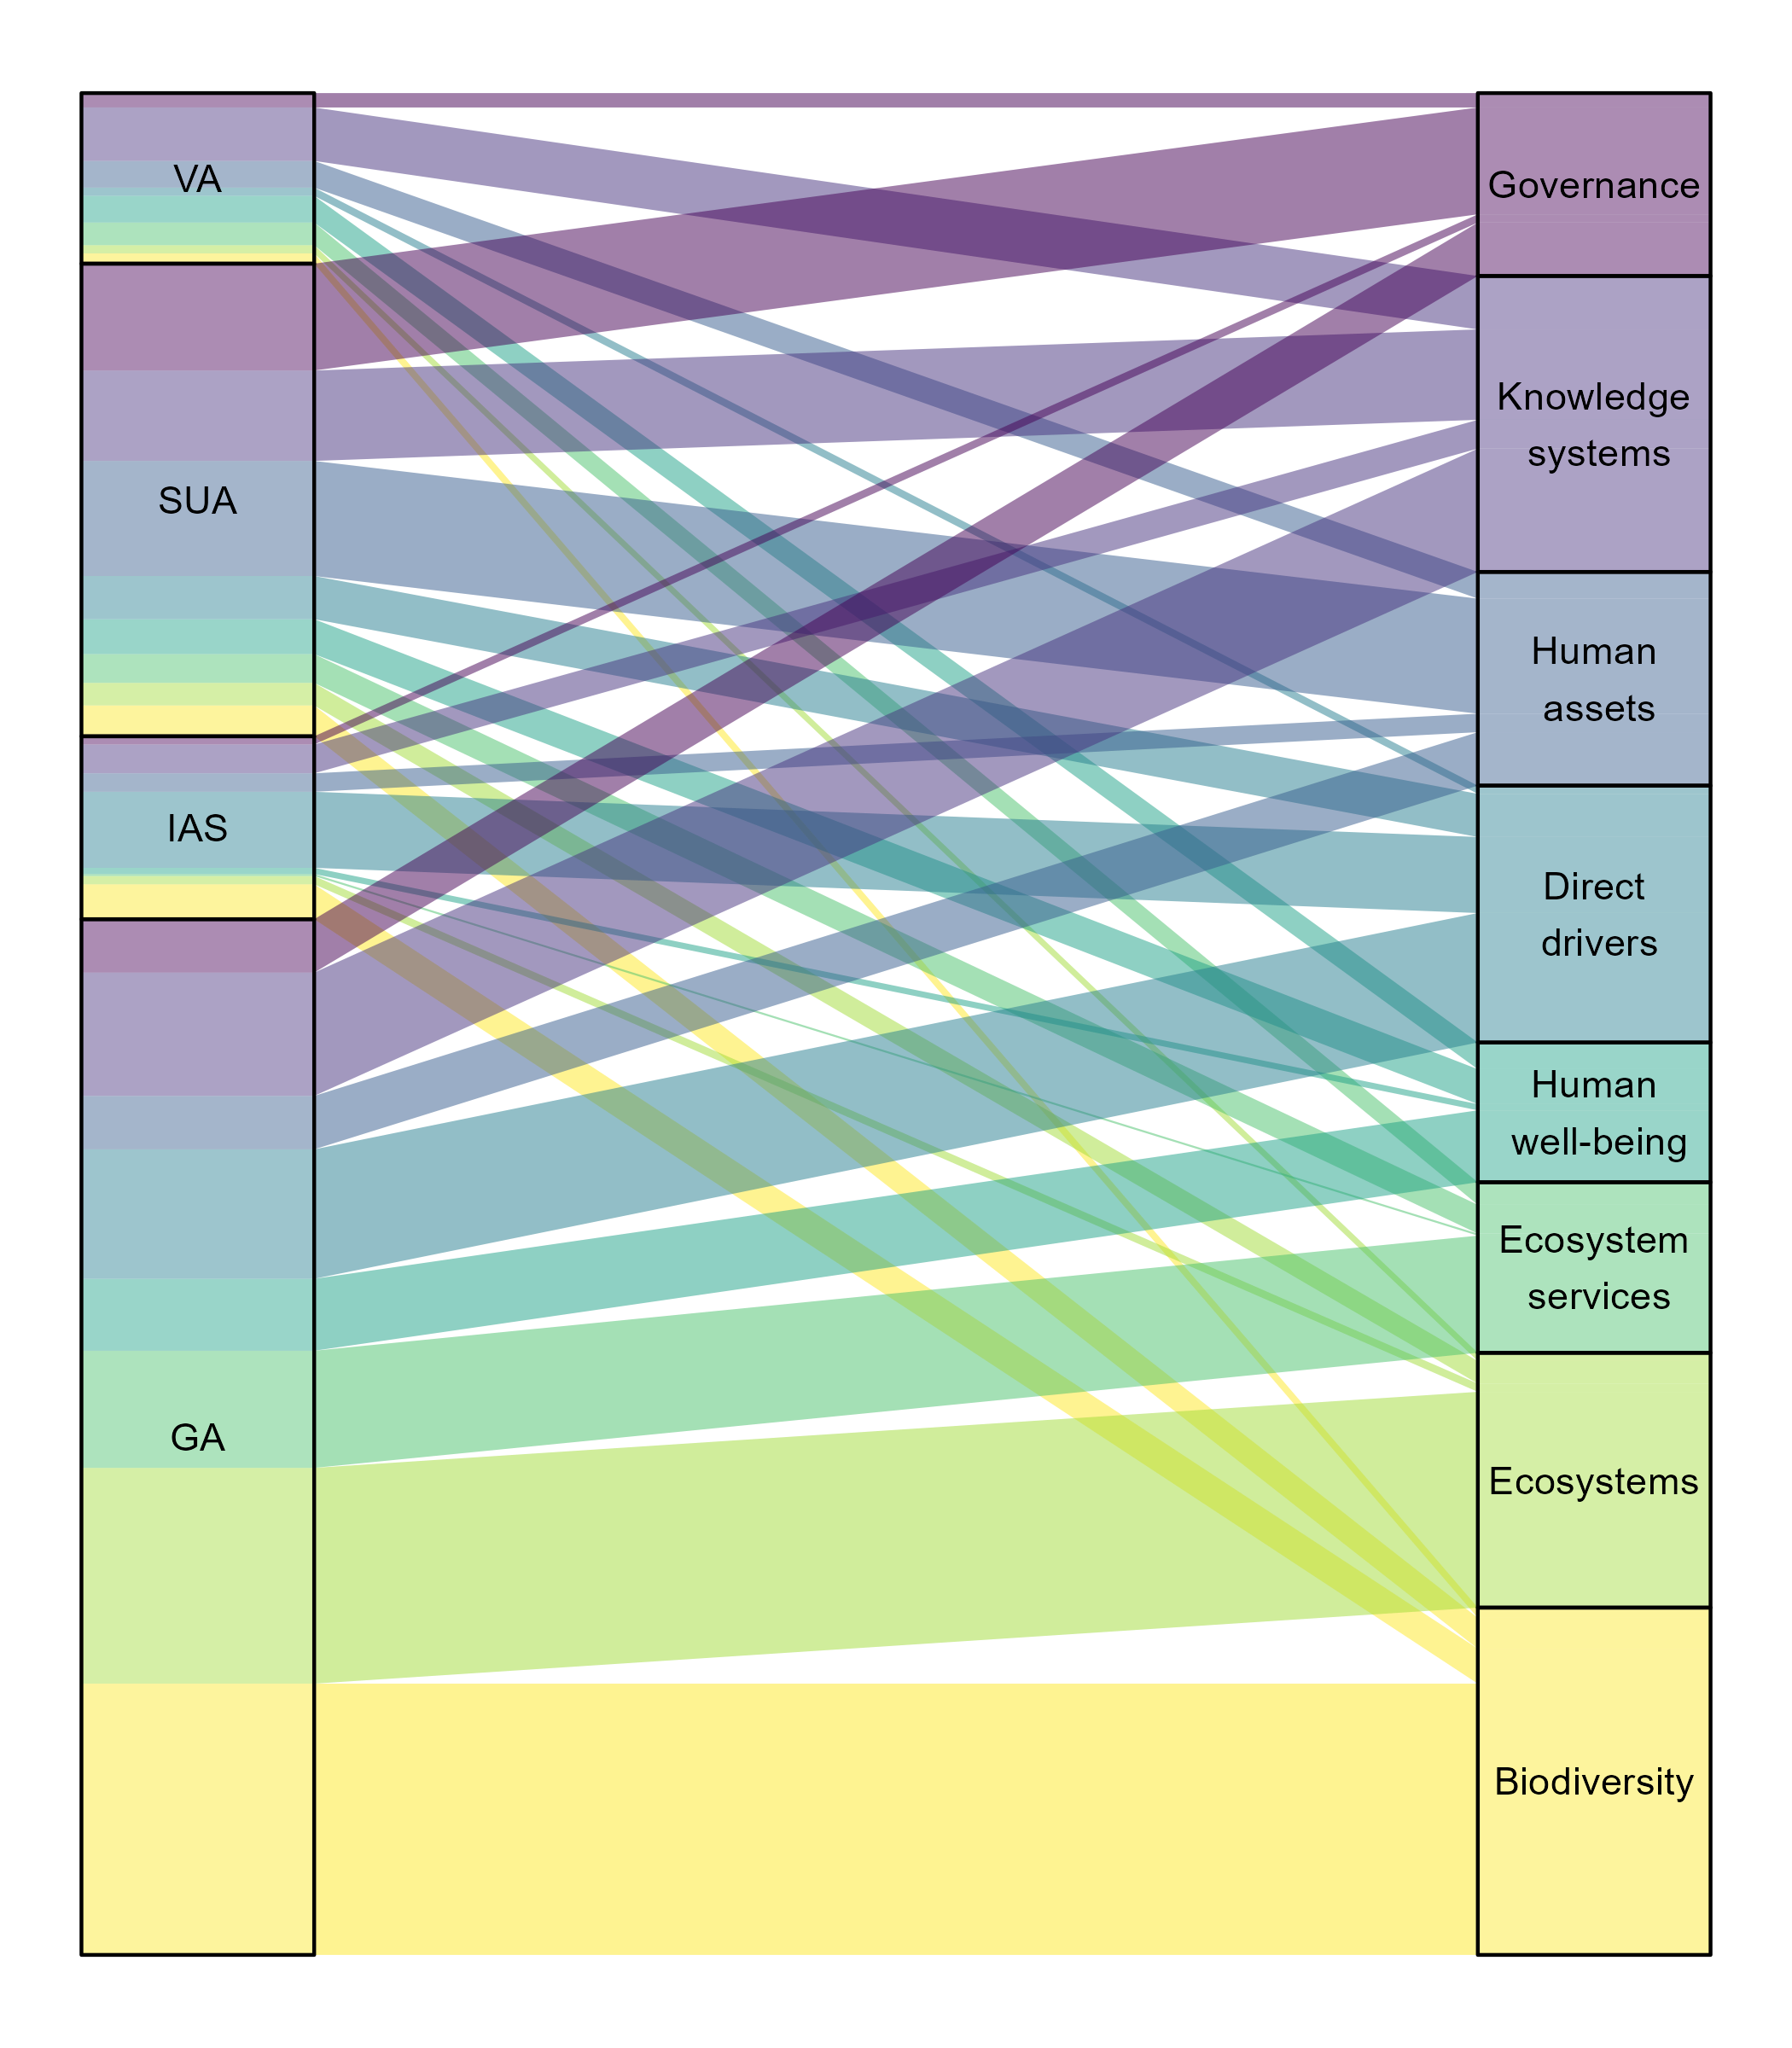 VA
SUA
IAS
GA
Governance
Knowledge
systems
Human
assets
Direct
drivers
Human
well-being
Ecosystem
services
Ecosystems
Biodiversity